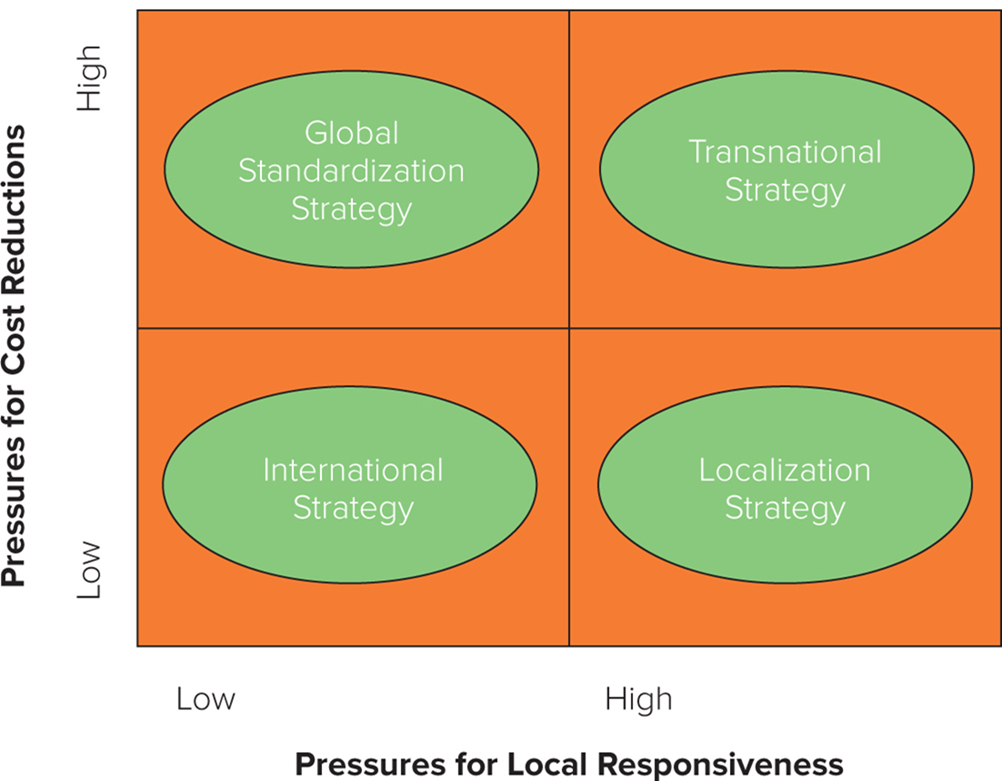 High
Global
Standardization
Strategy
Transnational
Strategy
Pressures for Cost Reductions
International
Strategy
Localization
Strategy
Low
Low
High
Pressures for Local Responsiveness